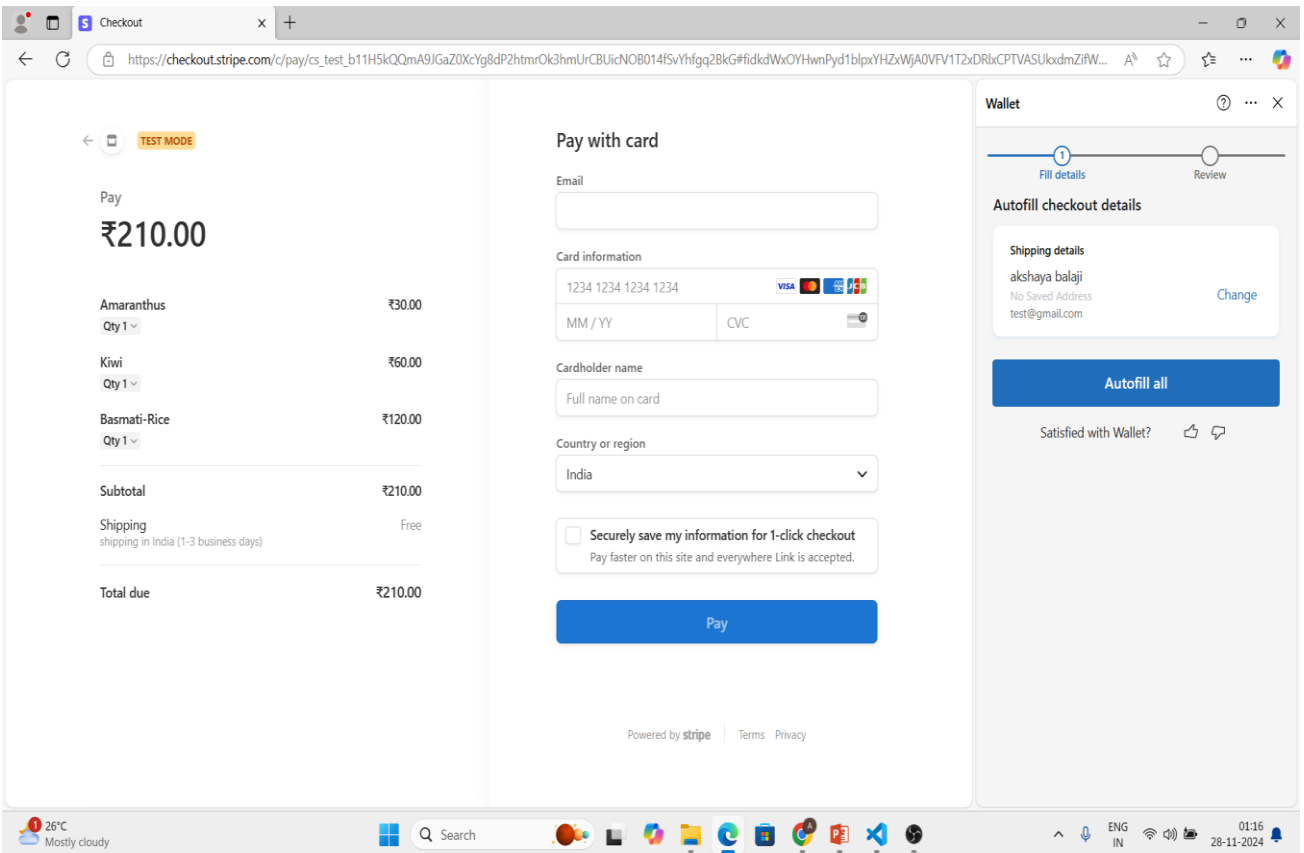 Checkout
https://checkout.stripe.com/c/pay/cs_test_b11H5kQQmA9JGaZ0XcYg8dP2htmrOk3hmUrCBUicNOB014fSvYhfgq2BkG#fidkdWxOYHwnPyd1blpxYHZxWjA0VFV1T2xDRlxCPTVASUkxdmZifW...
TEST MODE
Pay
₹210.00
Amaranthus ₹30.00
Qty 1
Kiwi ₹60.00
Qty 1
Basmati-Rice ₹120.00
Qty 1
Subtotal ₹210.00
Shipping Free
shipping in India (1-3 business days)
Total due ₹210.00
Pay with card
Email
Card information
1234 1234 1234 1234 VISA JCB
MM / YY CVC
Cardholder name
Full name on card
Country or region
India
Securely save my information for 1-click checkout
Pay faster on this site and everywhere Link is accepted.
Pay
Powered by stripe Terms Privacy
Wallet
1
Fill details Review
Autofill checkout details
Shipping details
akshaya balaji
No Saved Address Change
test@gmail.com
Autofill all
Satisfied with Wallet?
1 26°C
Mostly cloudy
Search
ENG
IN
01:16
28-11-2024